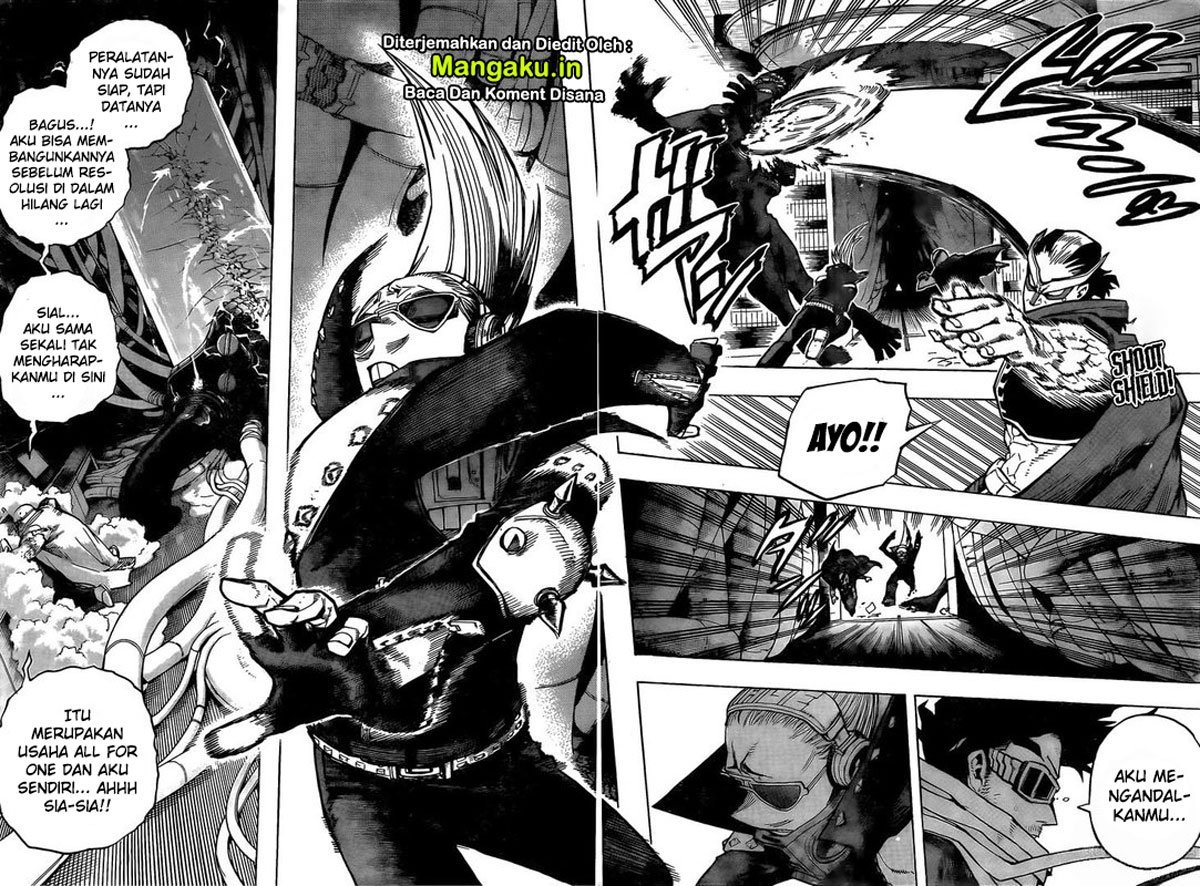 Diterjemahkan dan Diedit Oleh :
Mangaku.in
Baca Dan Koment Disana
SHOOT
SHIELD!
AYO!!
AKU ME-
NGANDAL-
KANMU...
PERALATAN-
NYA SUDAH
SIAP, TAPI
DATANYA
...
BAGUS...!
AKU BISA MEM-
BANGUNKANNYA
SEBELUM RES-
OLUSI DI DALAM
HILANG LAGI
...
SIAL...
AKU SAMA
SEKAL! TAK
MENGHARAP-
KANMU DI SINI
...
ITU
MERUPAKAN
USAHA ALL FOR
ONE DAN AKU
SENDIRI... AHHH
SIA-SIA!!